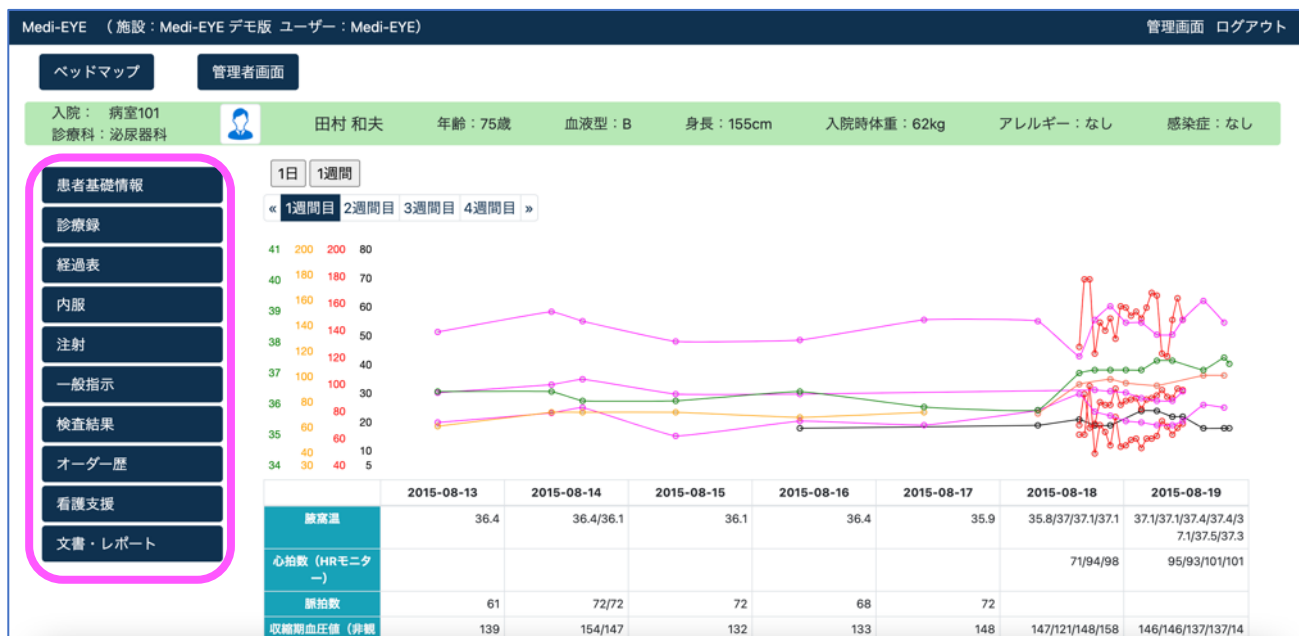 Medi-EYE （施設：Medi-EYE デモ版 ユーザー：Medi-EYE）
管理画面 ログアウト
ベッドマップ 管理者画面
入院： 病室101
診療科：泌尿器科
田村 和夫 年齢：75歳 血液型：B 身長：155cm 入院時体重：62kg アレルギー：なし 感染症：なし
患者基礎情報
診療録
経過表
内服
注射
一般指示
検査結果
オーダー歴
看護支援
文書・レポート
1日 1週間
« 1週間目 2週間目 3週間目 4週間目 »
41 200 200 80
40 180 180 70
39 160 160 60
38 140 140 50
37 120 120 40
36 100 100 30
35 80 80 20
34 60 60 10
40 40 5
30
2015-08-13 2015-08-14 2015-08-15 2015-08-16 2015-08-17 2015-08-18 2015-08-19
腋窩温 36.4 36.4/36.1 36.1 36.4 35.9 35.8/37/37.1/37.1 37.1/37.1/37.4/37.4/3
7.1/37.5/37.3
心拍数（HRモニタ
ー） 71/94/98 95/93/101/101
脈拍数 61 72/72 72 68 72
収縮期血圧値（非観 139 154/147 132 133 148 147/121/148/158 146/146/137/137/14